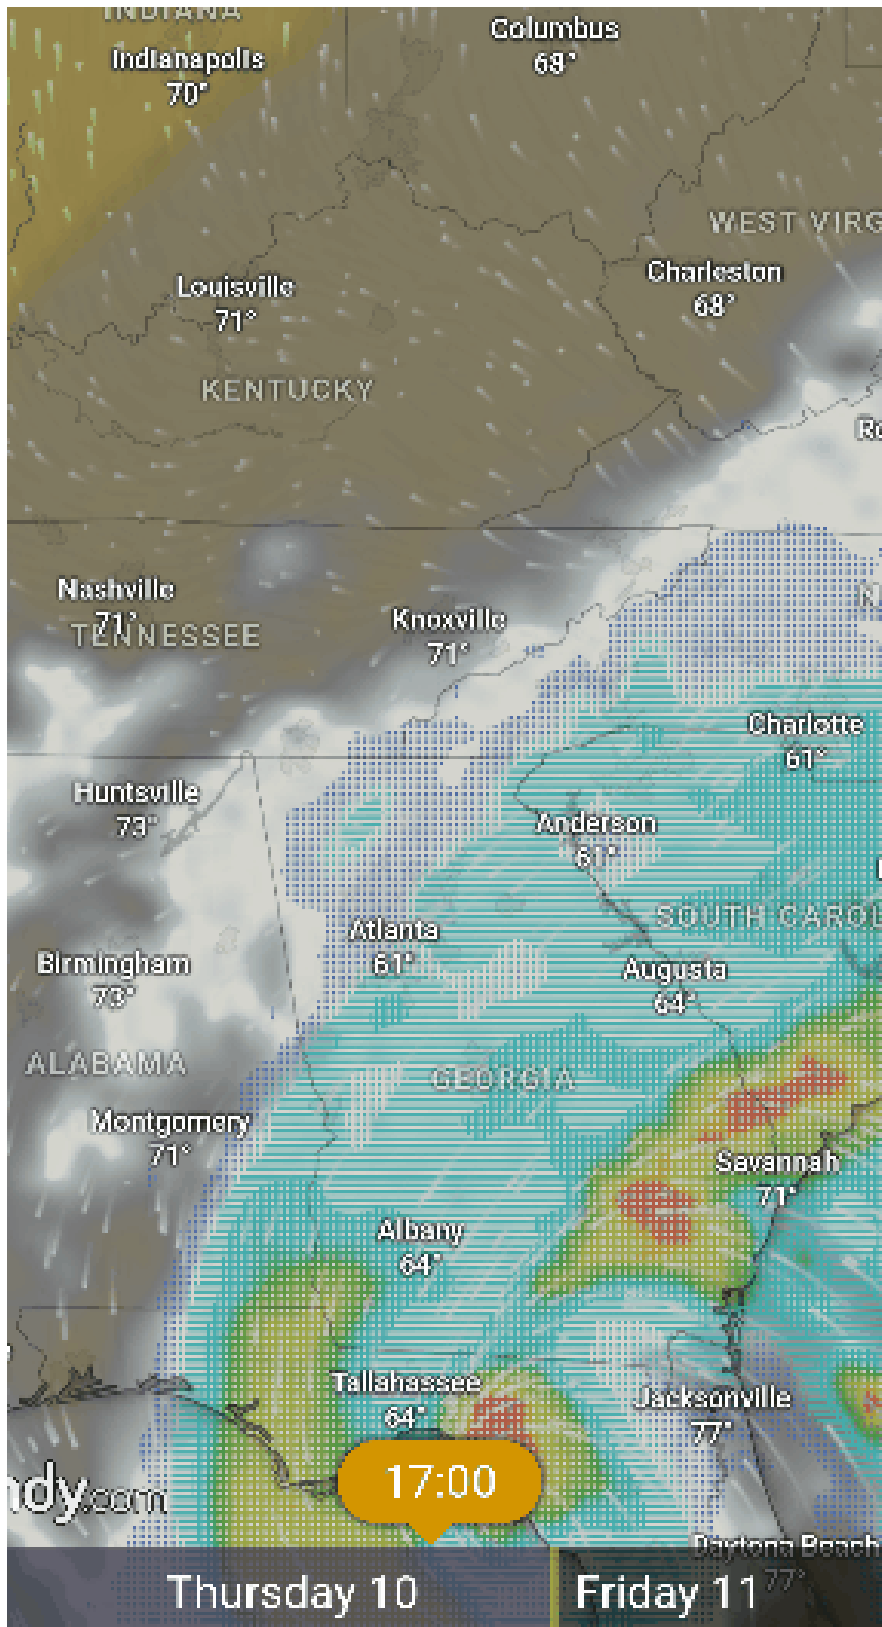 INDIANA
Columbus
68°
Indianapolis
70°
WEST VIRG
Charleston
68°
Louisville
71°
KENTUCKY
Ro
Nashville
71°
TENNESSEE
Knoxville
71°
N
Charlotte
61°
Huntsville
73°
Anderson
61°
SOUTH CAROL
Atlanta
61°
Birmingham
73°
Augusta
64°
ALABAMA
GEORGIA
Montgomery
71°
Savannah
71°
Albany
64°
Tallahassee
64°
Jacksonville
77°
17:00
ndy.com
Daytona Beach
77°
Thursday 10
Friday 11